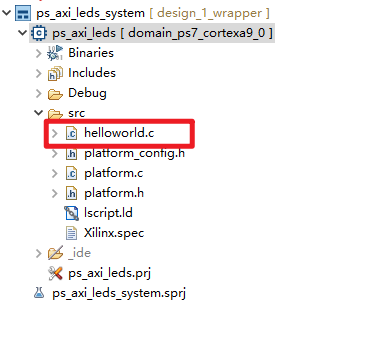 ps_axi_leds_system [ design_1_wrapper ]
ps_axi_leds [ domain_ps7_cortexa9_0 ]
Binaries
Includes
Debug
src
helloworld.c
platform_config.h
platform.c
platform.h
lscript.ld
Xilinx.spec
_ide
ps_axi_leds.prj
ps_axi_leds_system.sprj